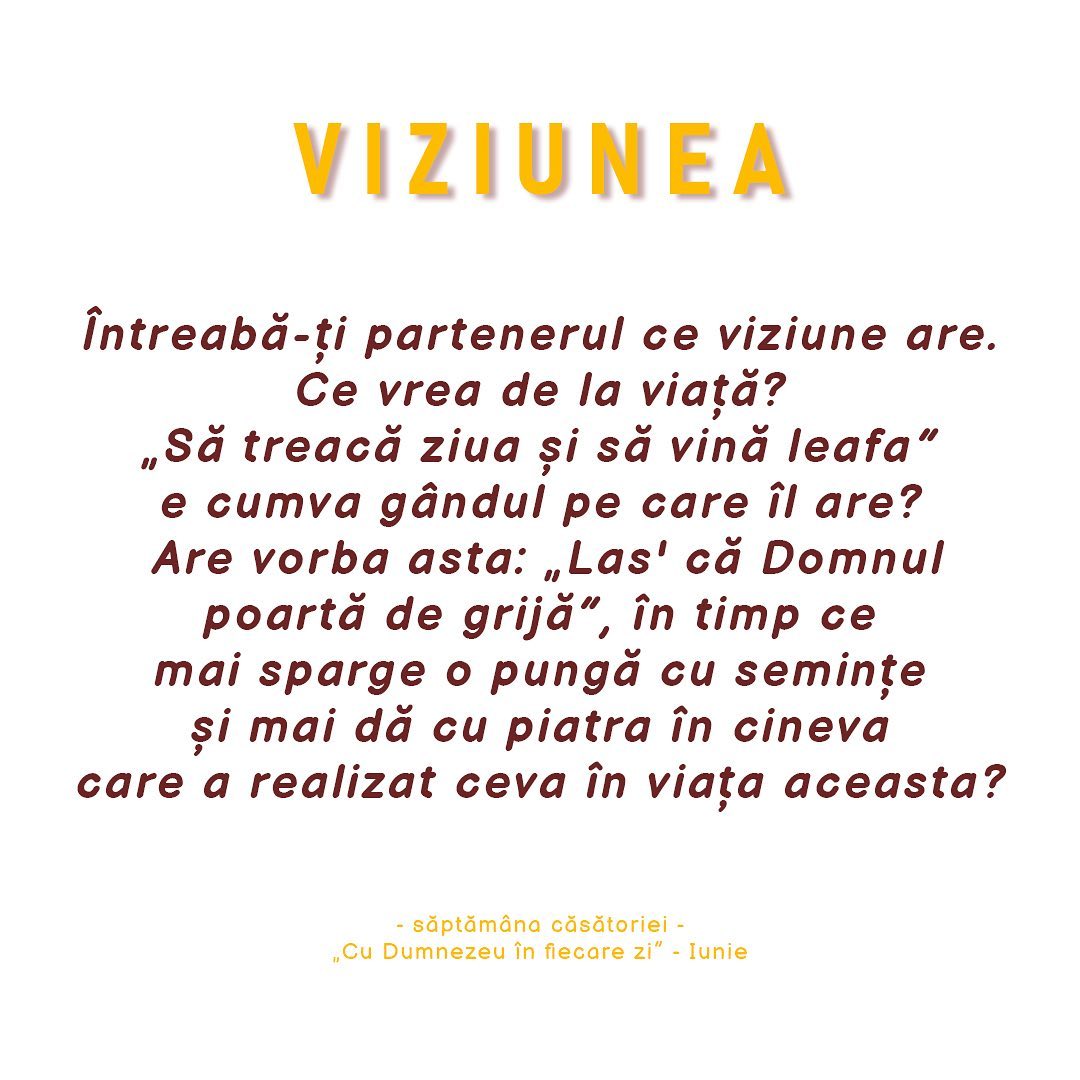 VIZIUNEA
Întreabă-ți partenerul ce viziune are.
Ce vrea de la viață?
„Să treacă ziua și să vină leafa”
e cumva gândul pe care îl are?
Are vorba asta: „Las' că Domnul
poartă de grijă”, în timp ce
mai sparge o pungă cu semințe
și mai dă cu piatra în cineva
care a realizat ceva în viața aceasta?
- săptămâna căsătoriei -
„Cu Dumnezeu în fiecare zi” - Iunie